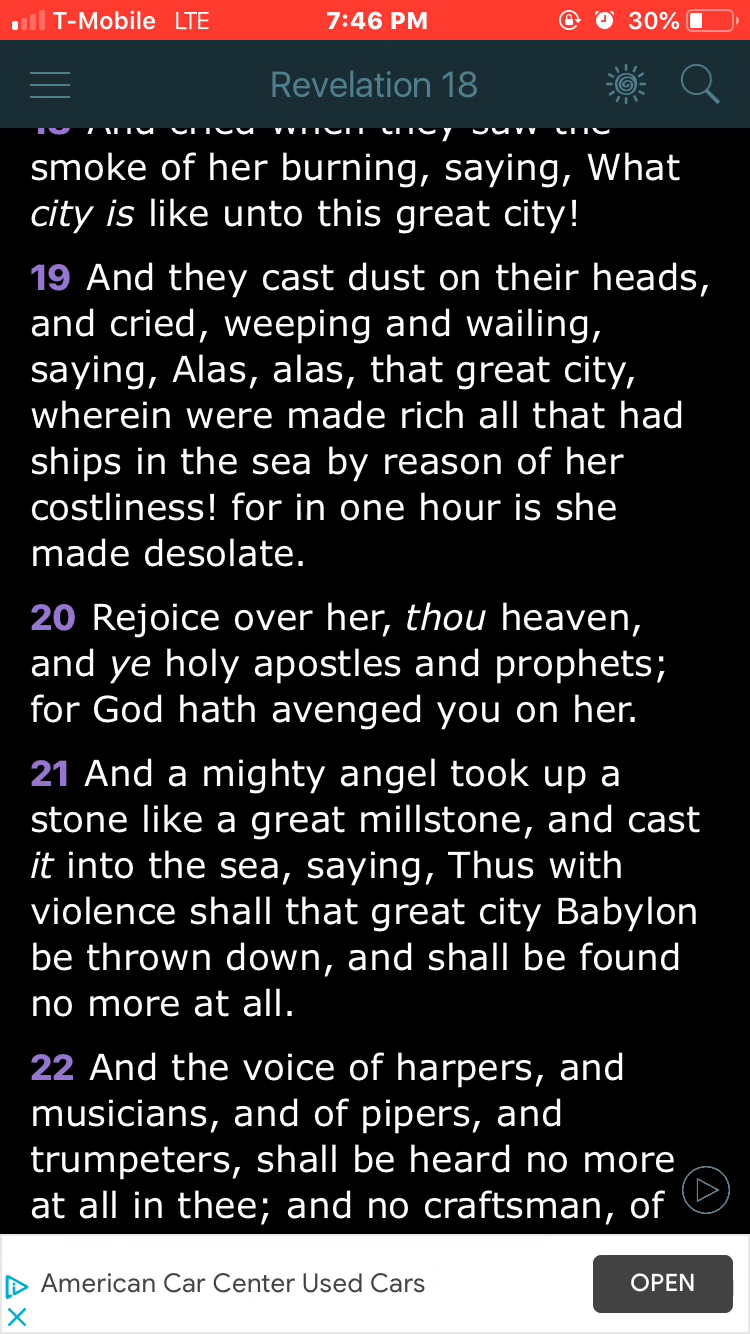 T-Mobile LTE 7:46 PM 30%
Revelation 18
18 And cried when they saw the
smoke of her burning, saying, What
city is like unto this great city!
19 And they cast dust on their heads,
and cried, weeping and wailing,
saying, Alas, alas, that great city,
wherein were made rich all that had
ships in the sea by reason of her
costliness! for in one hour is she
made desolate.
20 Rejoice over her, thou heaven,
and ye holy apostles and prophets;
for God hath avenged you on her.
21 And a mighty angel took up a
stone like a great millstone, and cast
it into the sea, saying, Thus with
violence shall that great city Babylon
be thrown down, and shall be found
no more at all.
22 And the voice of harpers, and
musicians, and of pipers, and
trumpeters, shall be heard no more
at all in thee; and no craftsman, of
American Car Center Used Cars
OPEN